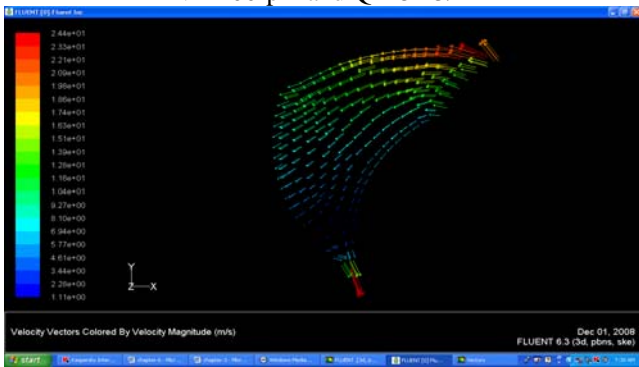 FLUENT [0] Fluent Inc
2.44e+01
2.33e+01
2.21e+01
2.09e+01
1.98e+01
1.86e+01
1.74e+01
1.63e+01
1.51e+01
1.39e+01
1.28e+01
1.16e+01
1.04e+01
9.27e+00
8.10e+00
6.94e+00
5.77e+00
4.61e+00
3.44e+00
2.28e+00
1.11e+00
Y
Z X
Velocity Vectors Colored By Velocity Magnitude (m/s)
Dec 01, 2008
FLUENT 6.3 (3d, pbns, ske)
start